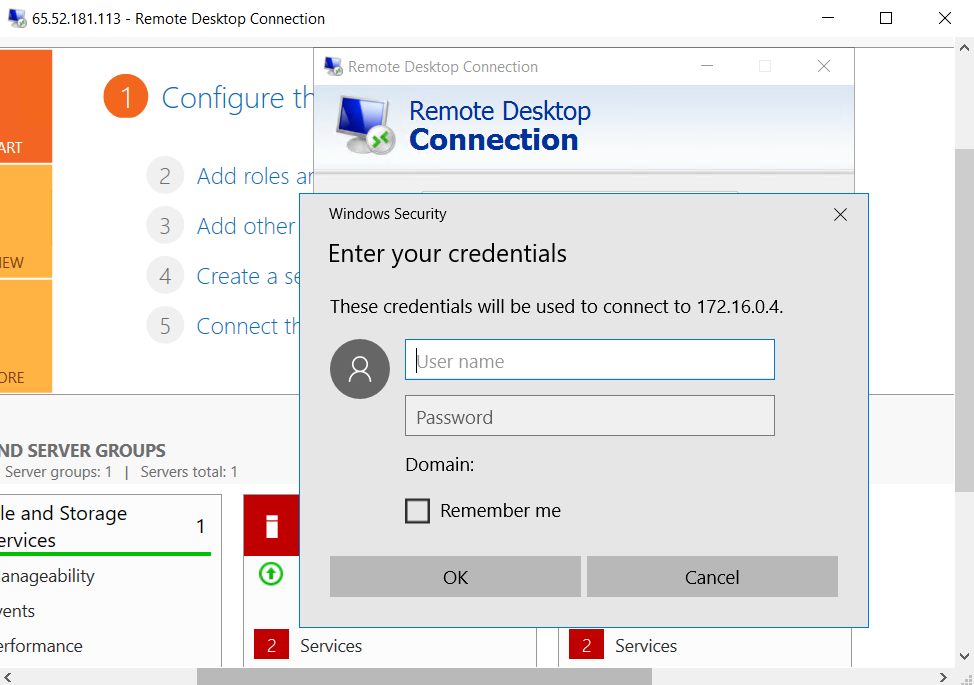 65.52.181.113 - Remote Desktop Connection
Remote Desktop Connection
Remote Desktop
Connection
ART
1 Configure th
2 Add roles an
3 Add other
4 Create a se
5 Connect th
IEW
ORE
Windows Security
Enter your credentials
These credentials will be used to connect to 172.16.0.4.
User name
Password
Domain:
Remember me
OK
Cancel
ND SERVER GROUPS
Server groups: 1 | Servers total: 1
le and Storage
ervices
1
anageability
vents
erformance
2 Services
2 Services